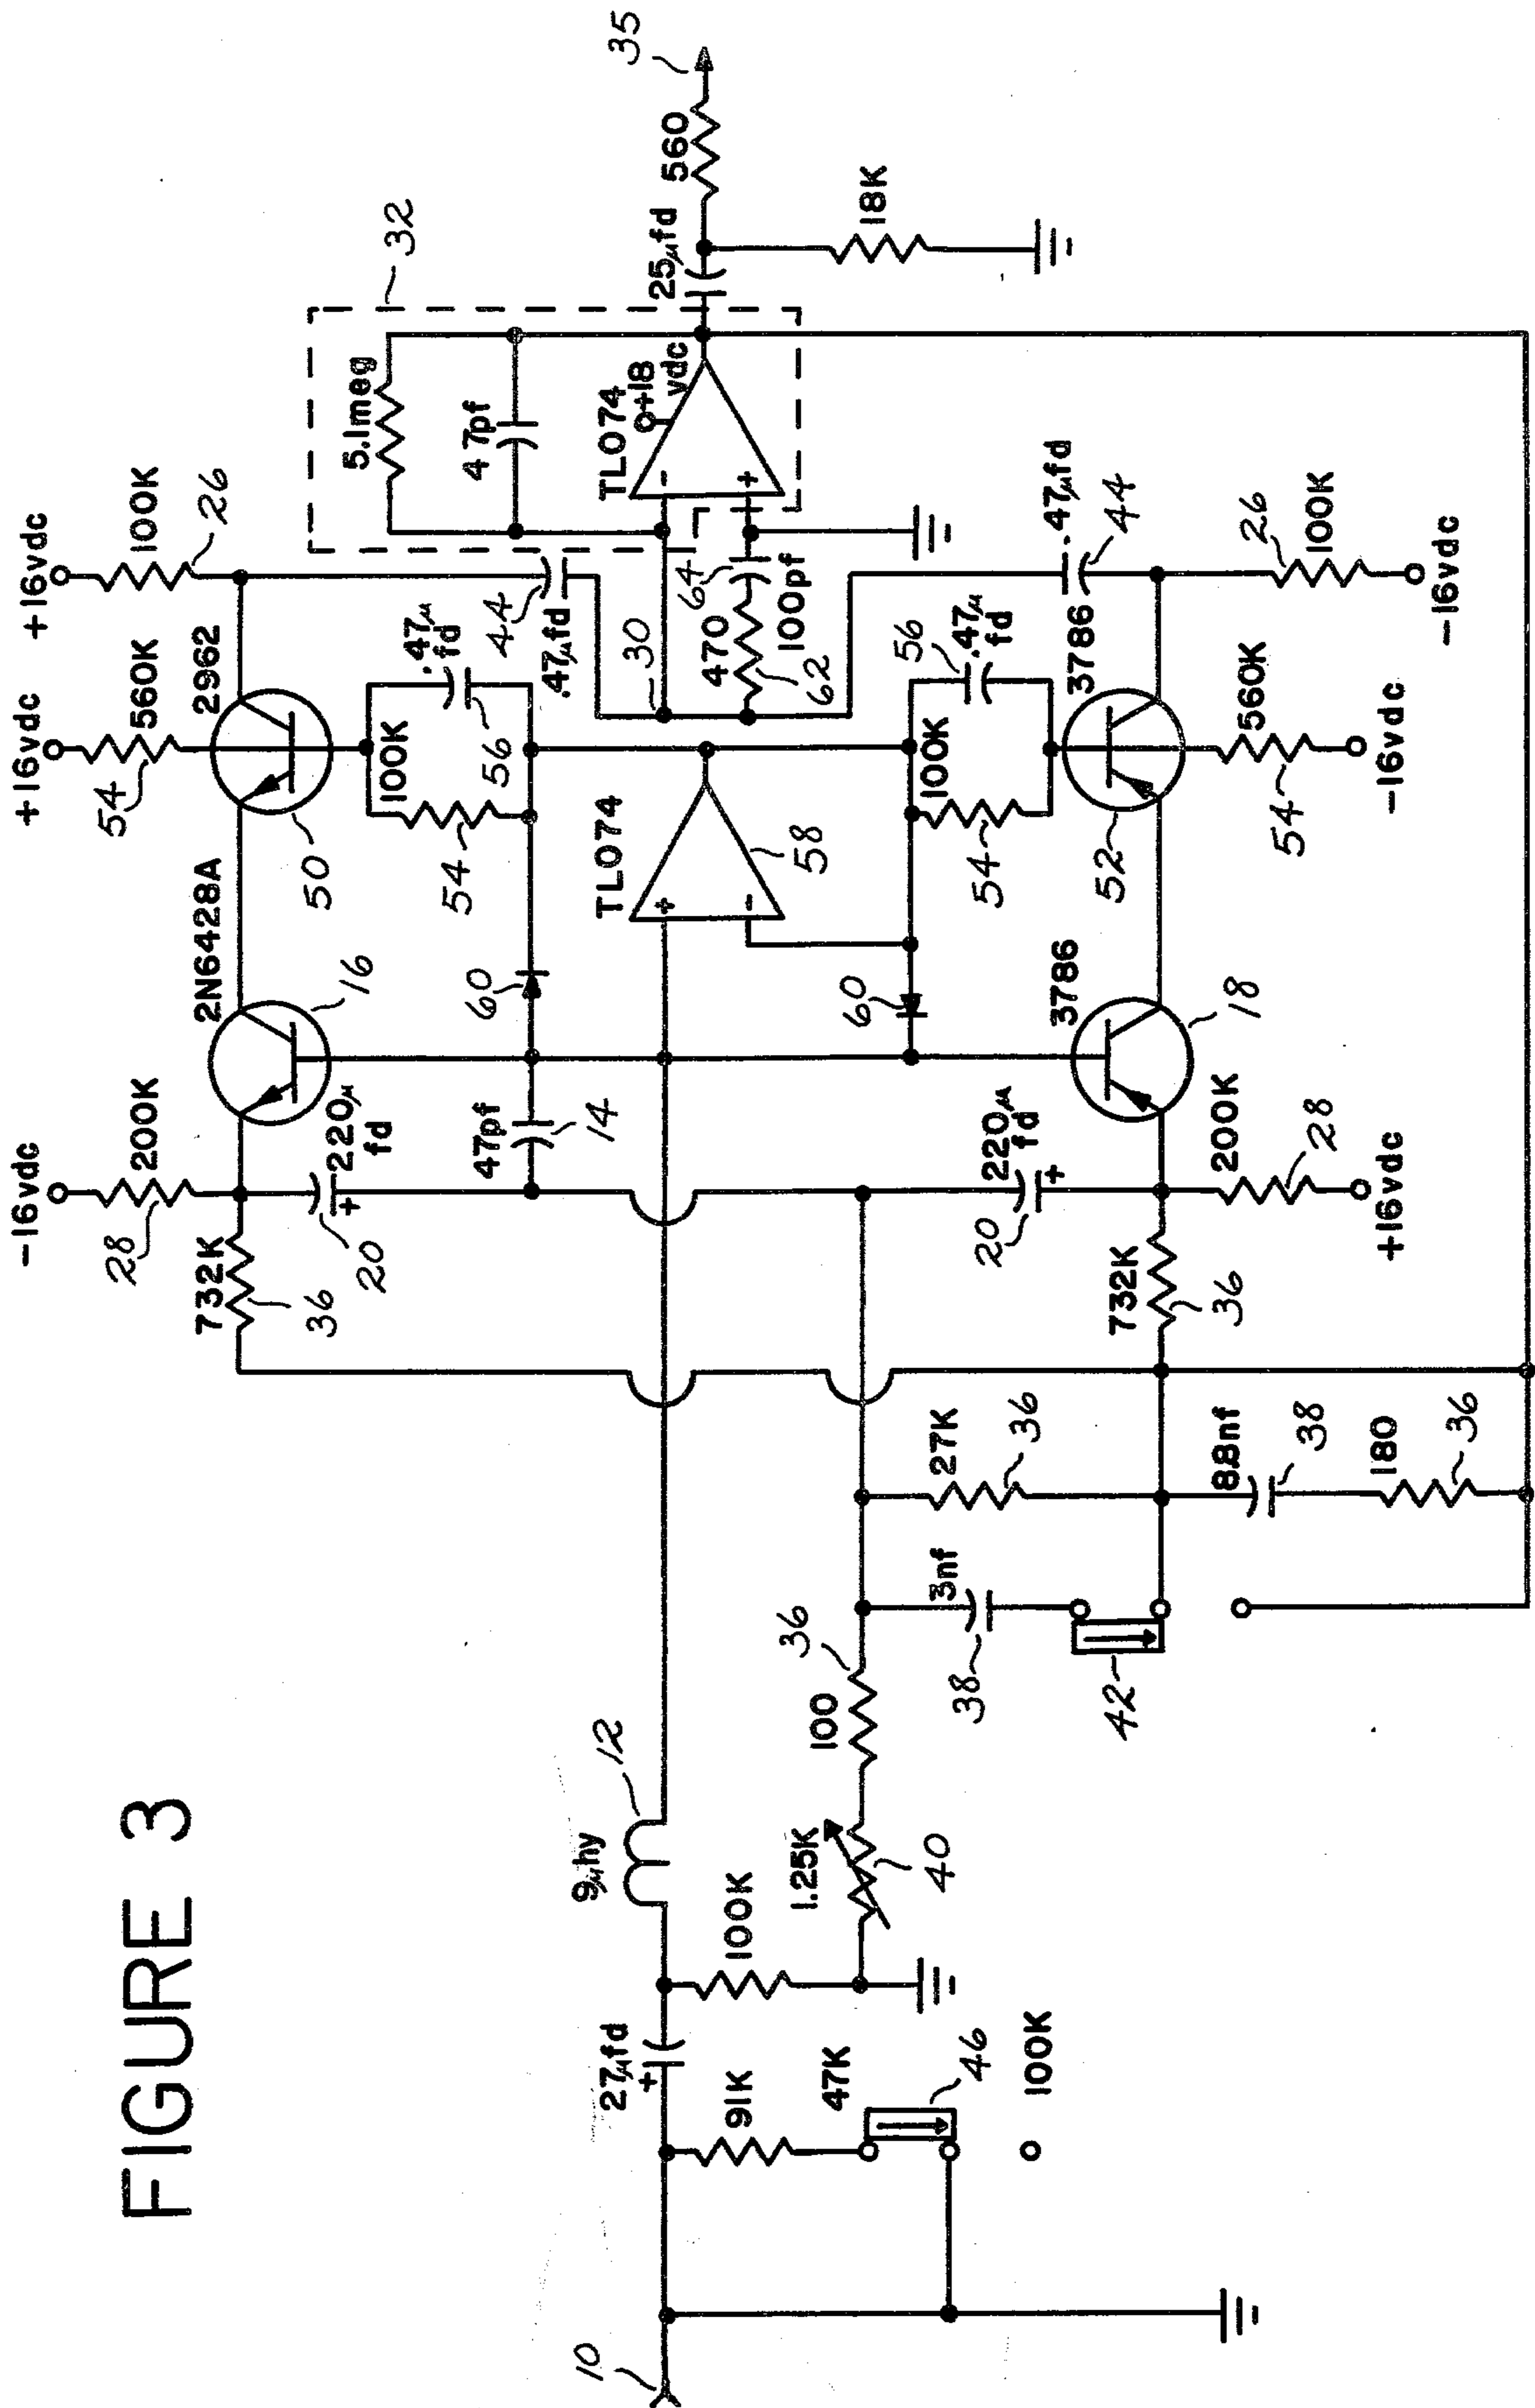 FIGURE 3
-16vdc
+16vdc
+16vdc
200K
28
2N6428A
54
560K
2962
100K
26
732K
36
220μ
fd
20
16
50
100K
54
.47μ
fd
56
44
.47μfd
5.1meg
47pf
32
47pf
14
60
30
TL074
+18
vdc
25μfd
560
35
10
27μfd
+
9μhy
12
+
-
TL074
58
470
62
64
100pf
-
+
18K
91K
47K
46
100K
100K
1.25K
40
100
36
3nf
38
42
27K
36
20
220μ
fd
+
60
54
100K
56
.47μ
fd
.47μfd
44
732K
36
3786
18
52
3786
88nf
38
180
36
200K
28
+16vdc
54
560K
-16vdc
26
100K
-16vdc